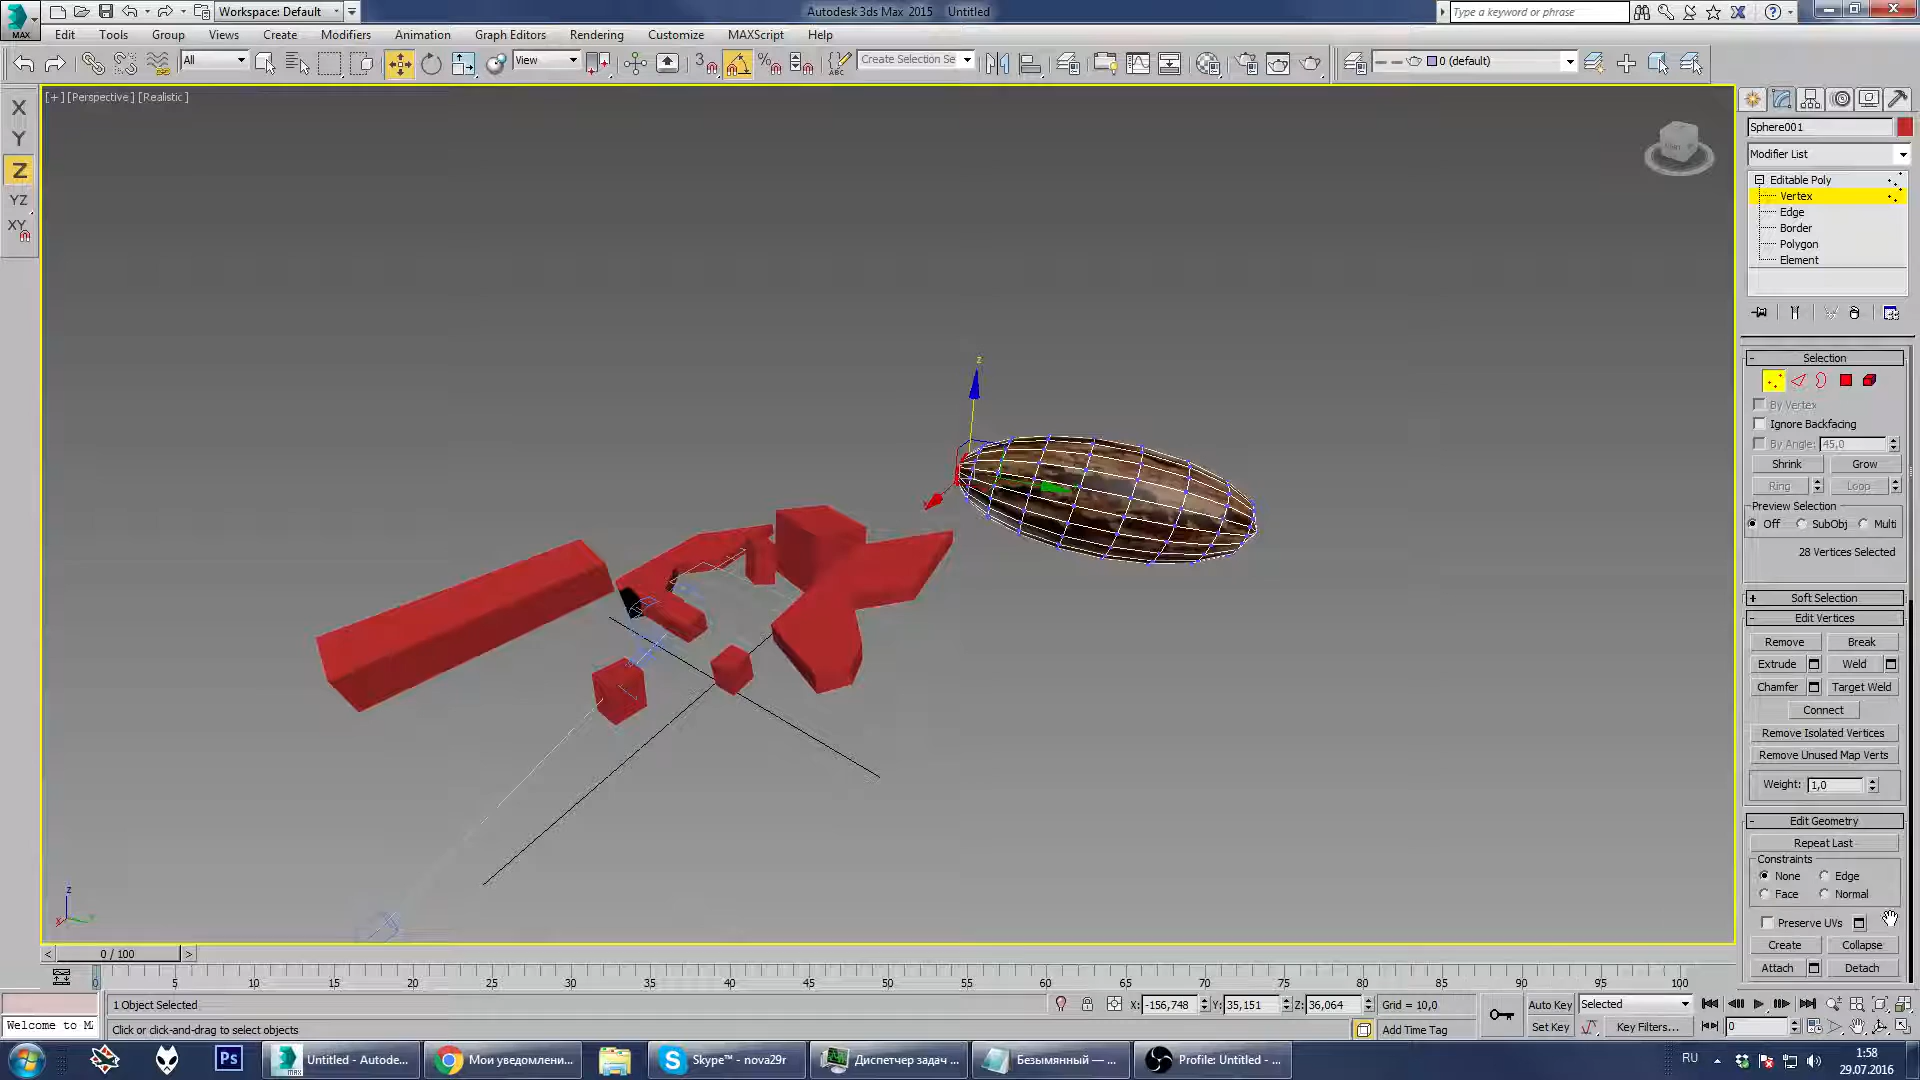 Workspace: Default
Autodesk 3ds Max 2015 Untitled
Type a keyword or phrase
MAX
Edit Tools Group Views Create Modifiers Animation Graph Editors Rendering Customize MAXScript Help
All
View
3
ABC
Create Selection Se
0 (default)
[+] [Perspective] [Realistic]
X
Y
Z
YZ
XY
z
Sphere001
Modifier List
Editable Poly
Vertex
Edge
Border
Polygon
Element
Selection
By Vertex
Ignore Backfacing
By Angle: 45,0
Shrink Grow
Ring Loop
Preview Selection
Off SubObj Multi
28 Vertices Selected
Soft Selection
Edit Vertices
Remove Break
Extrude Weld
Chamfer Target Weld
Connect
Remove Isolated Vertices
Remove Unused Map Verts
Weight: 1,0
Edit Geometry
Repeat Last
Constraints
None Edge
Face Normal
Preserve UVs
Create Collapse
Attach Detach
z
x
0 / 100
0 5 10 15 20 25 30 35 40 45 50 55 60 65 70 75 80 85 90 95 100
1 Object Selected
X: -156,748 Y: 35,151 Z: 36,064 Grid = 10,0
Auto Key Selected
Welcome to M
Click or click-and-drag to select objects
Add Time Tag
Set Key Key Filters... 0
Ps
MAX
Untitled - Autode...
Мои уведомлени...
Skype™ - nova29r
Диспетчер задач ...
Безымянный — ...
Profile: Untitled - ...
RU
1:58
29.07.2016